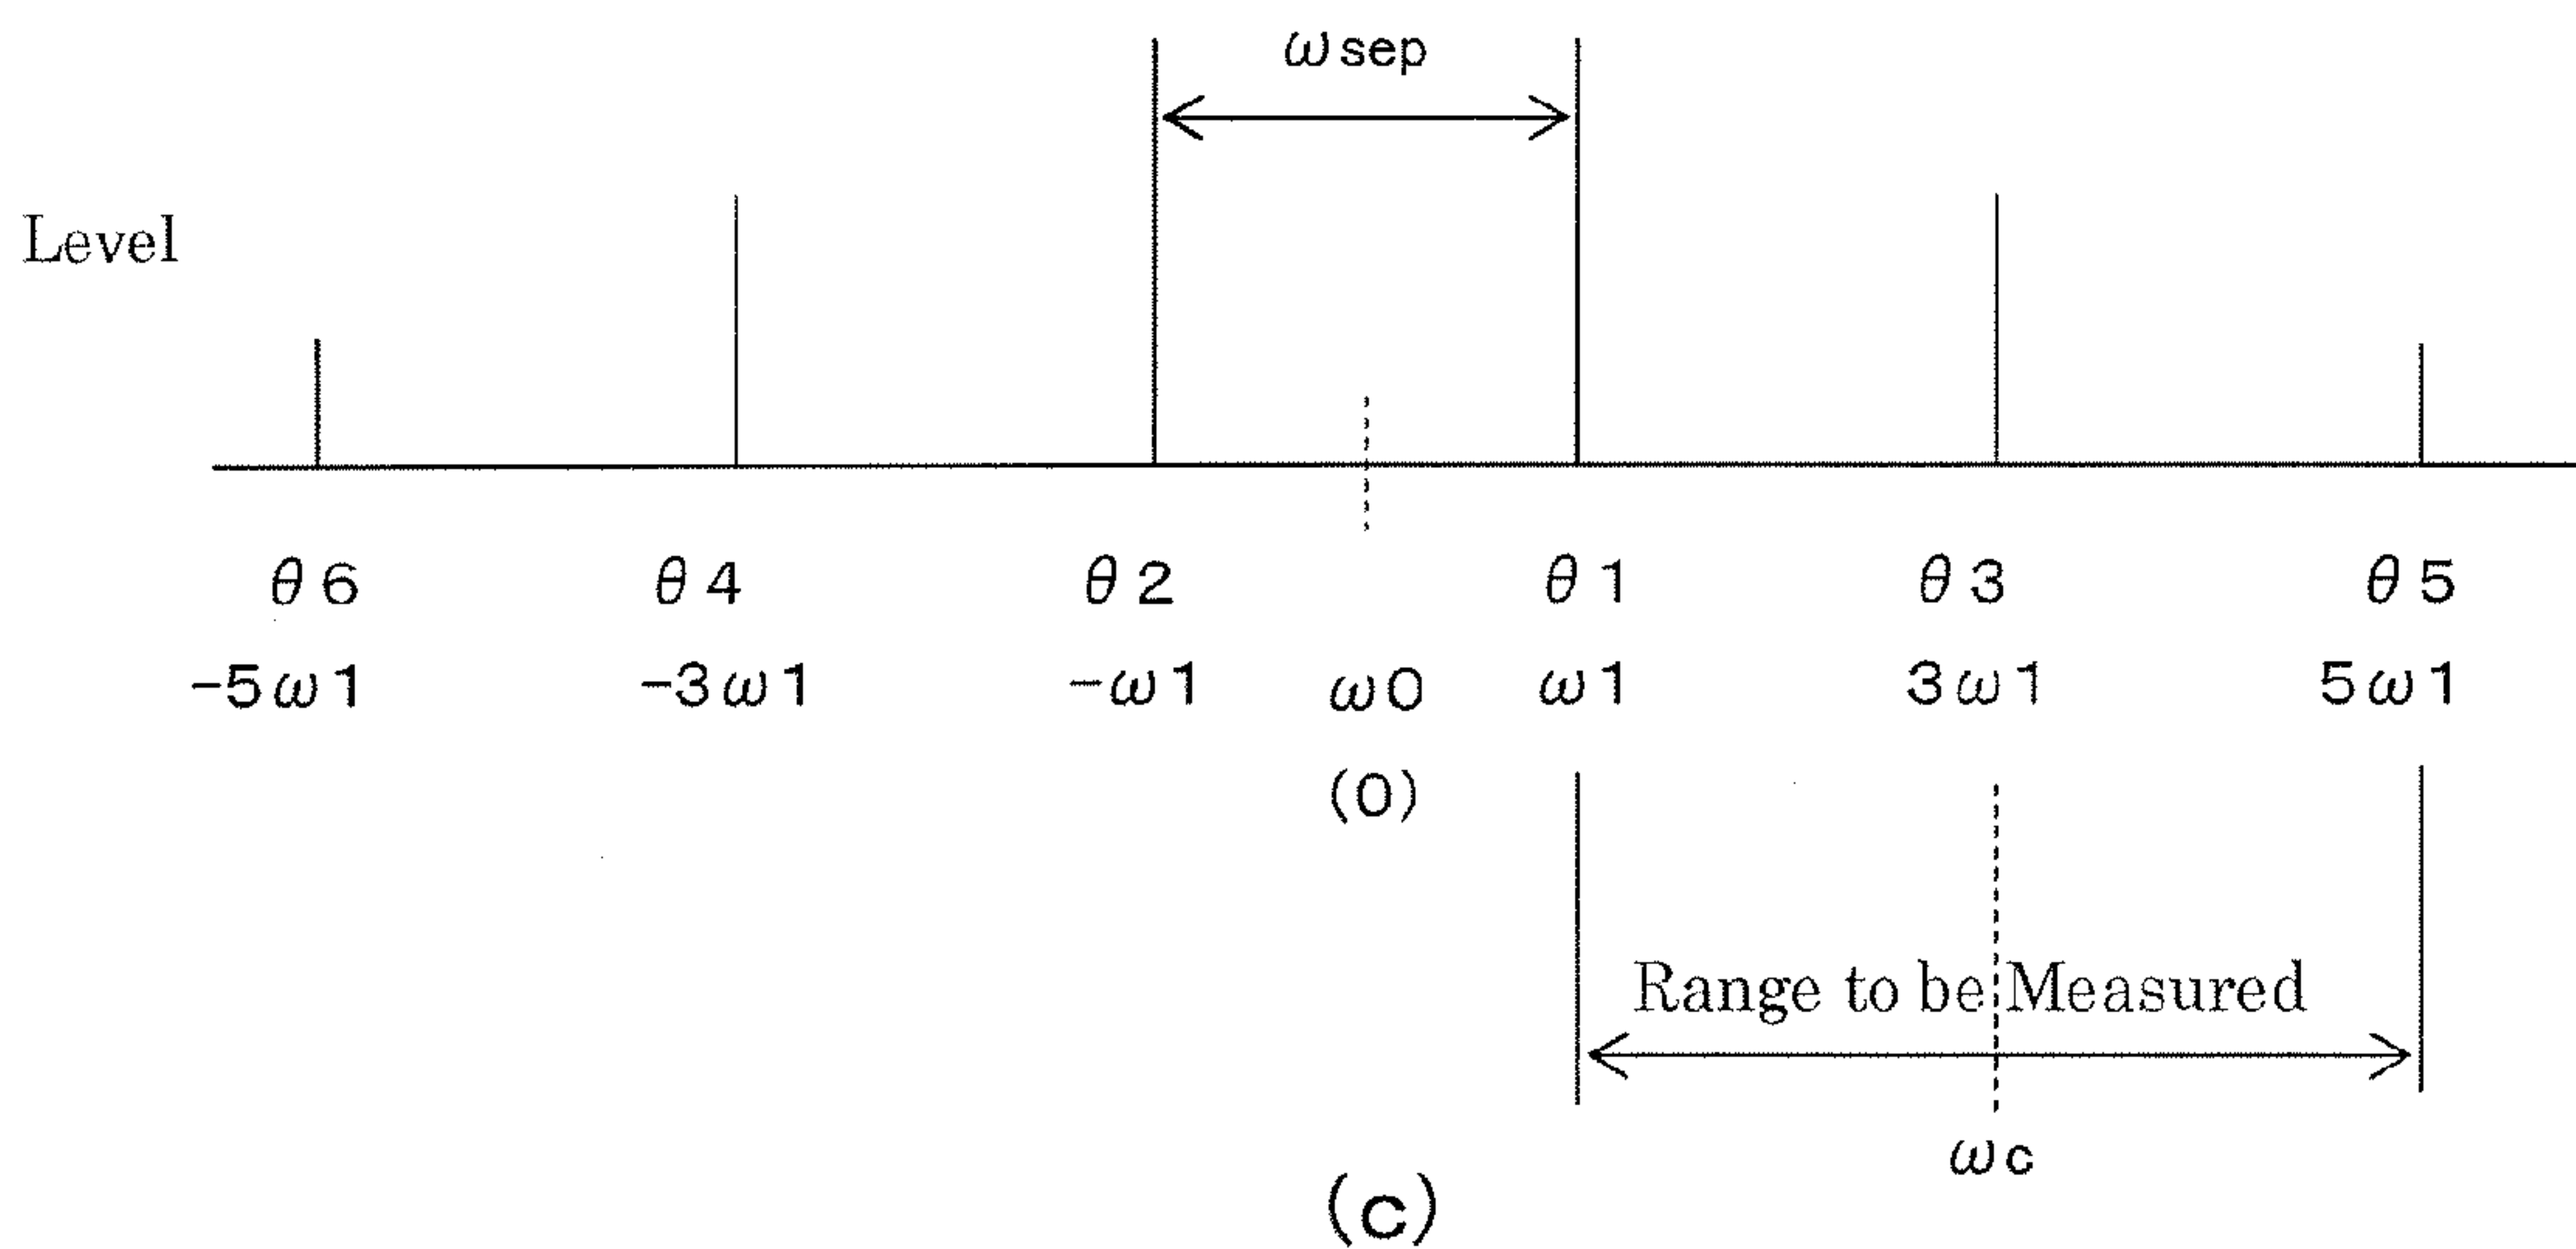 ωsep
Level
θ6 θ4 θ2 θ1 θ3 θ5
-5ω1 -3ω1 -ω1 ω0 ω1 3ω1 5ω1
(0)
Range to be Measured
ωc
(c)